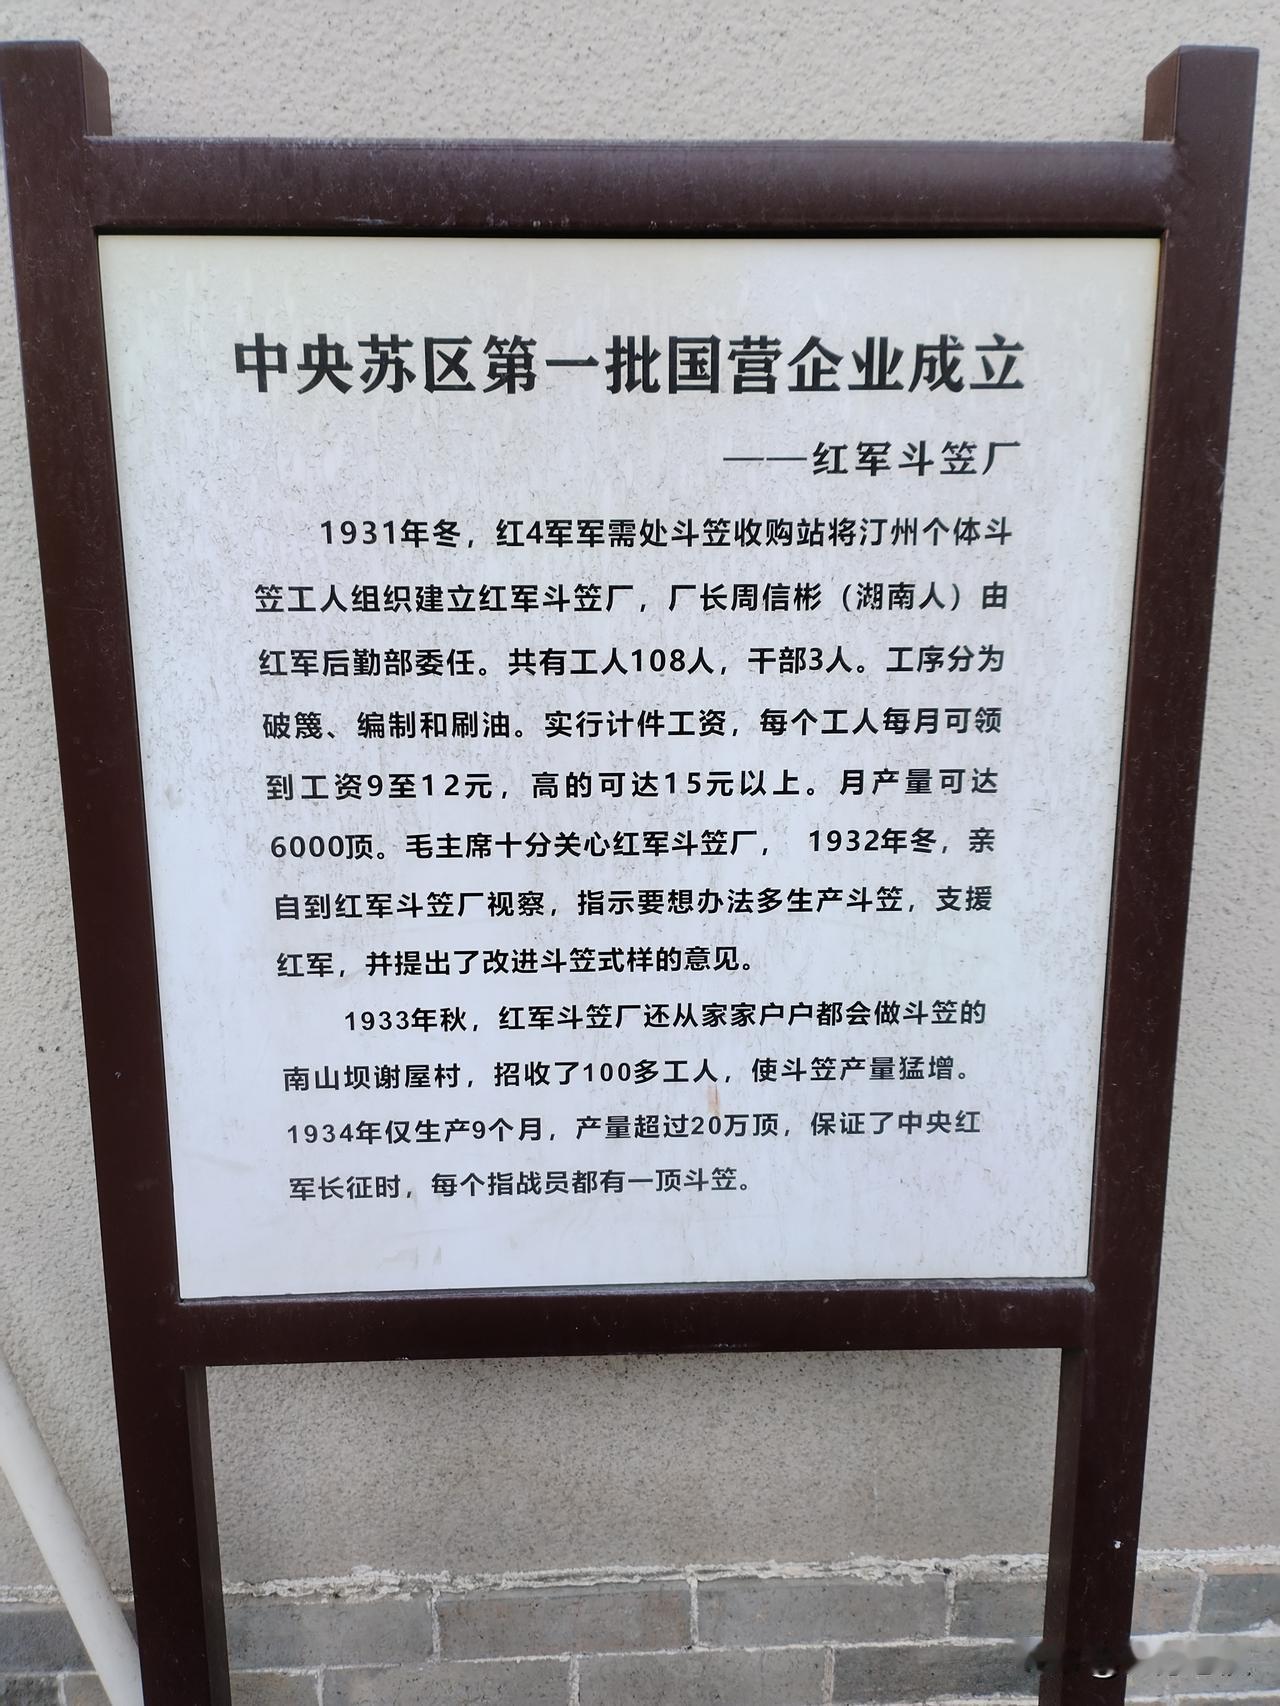 中央苏区第一批国营企业成立
——红军斗笠厂
1931年冬，红4军军需处斗笠收购站将汀州个体斗
笠工人组织建立红军斗笠厂，厂长周信彬（湖南人）由
红军后勤部委任。共有工人108人，干部3人。工序分为
破篾、编制和刷油。实行计件工资，每个工人每月可领
到工资9至12元，高的可达15元以上。月产量可达
6000顶。毛主席十分关心红军斗笠厂， 1932年冬，亲
自到红军斗笠厂视察，指示要想办法多生产斗笠，支援
红军，并提出了改进斗笠式样的意见。
1933年秋，红军斗笠厂还从家家户户都会做斗笠的
南山坝谢屋村，招收了100多工人，使斗笠产量猛增。
1934年仅生产9个月，产量超过20万顶，保证了中央红
军长征时，每个指战员都有一顶斗笠。